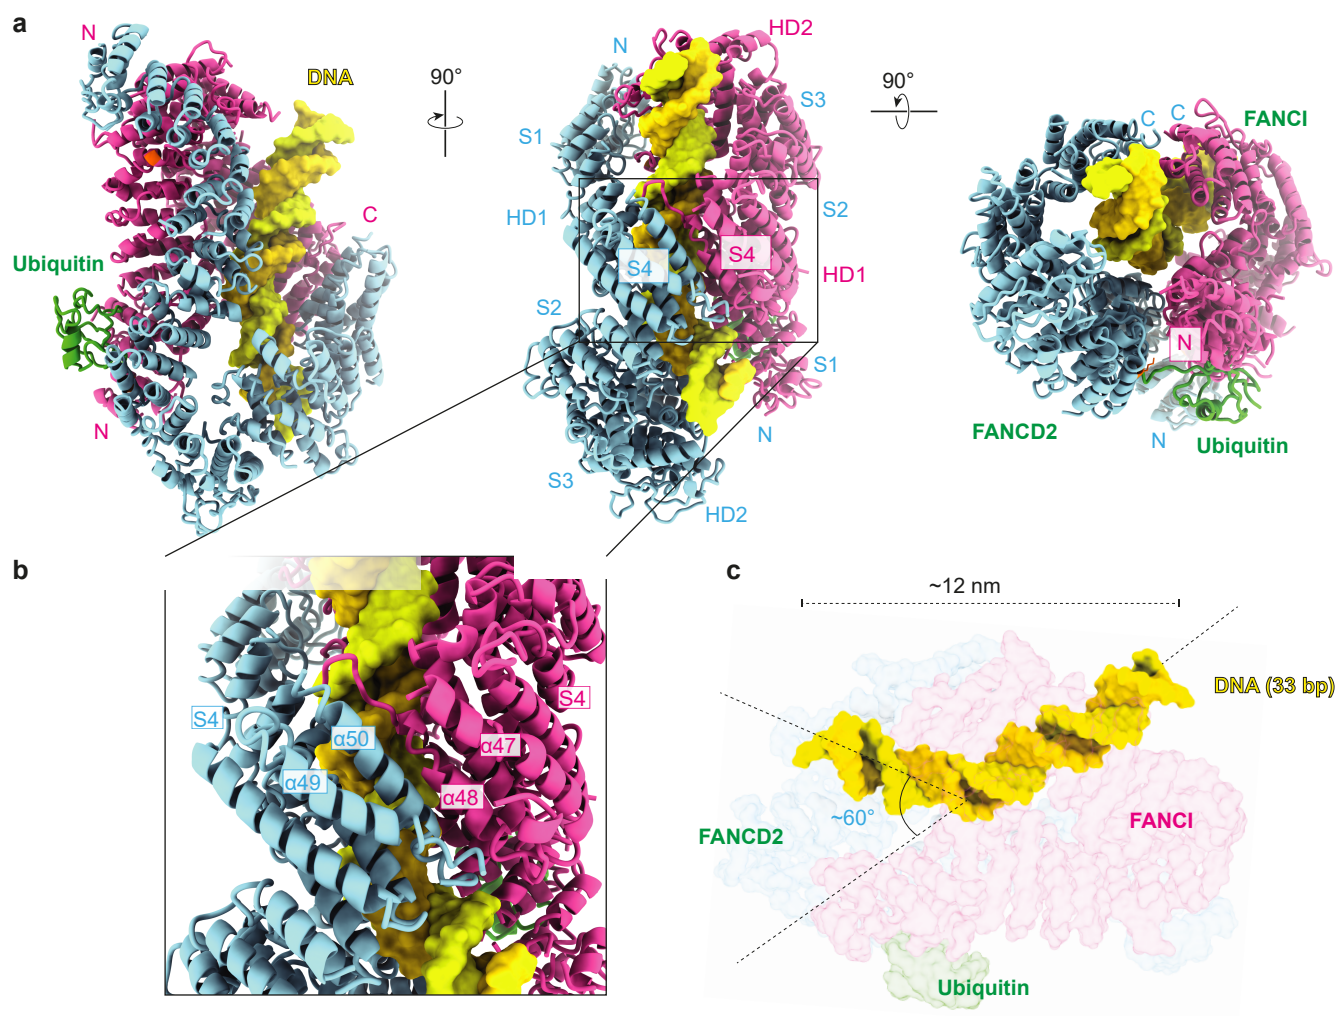 a
N
DNA
C
Ubiquitin
N
90°
N
HD2
S1
S3
HD1
S2
S4
S4
HD1
S2
S1
N
S3
HD2
90°
C
C
FANCI
N
FANCD2
N
Ubiquitin
b
S4
α50
α49
S4
α47
α48
c
~12 nm
DNA (33 bp)
~60°
FANCD2
FANCI
Ubiquitin